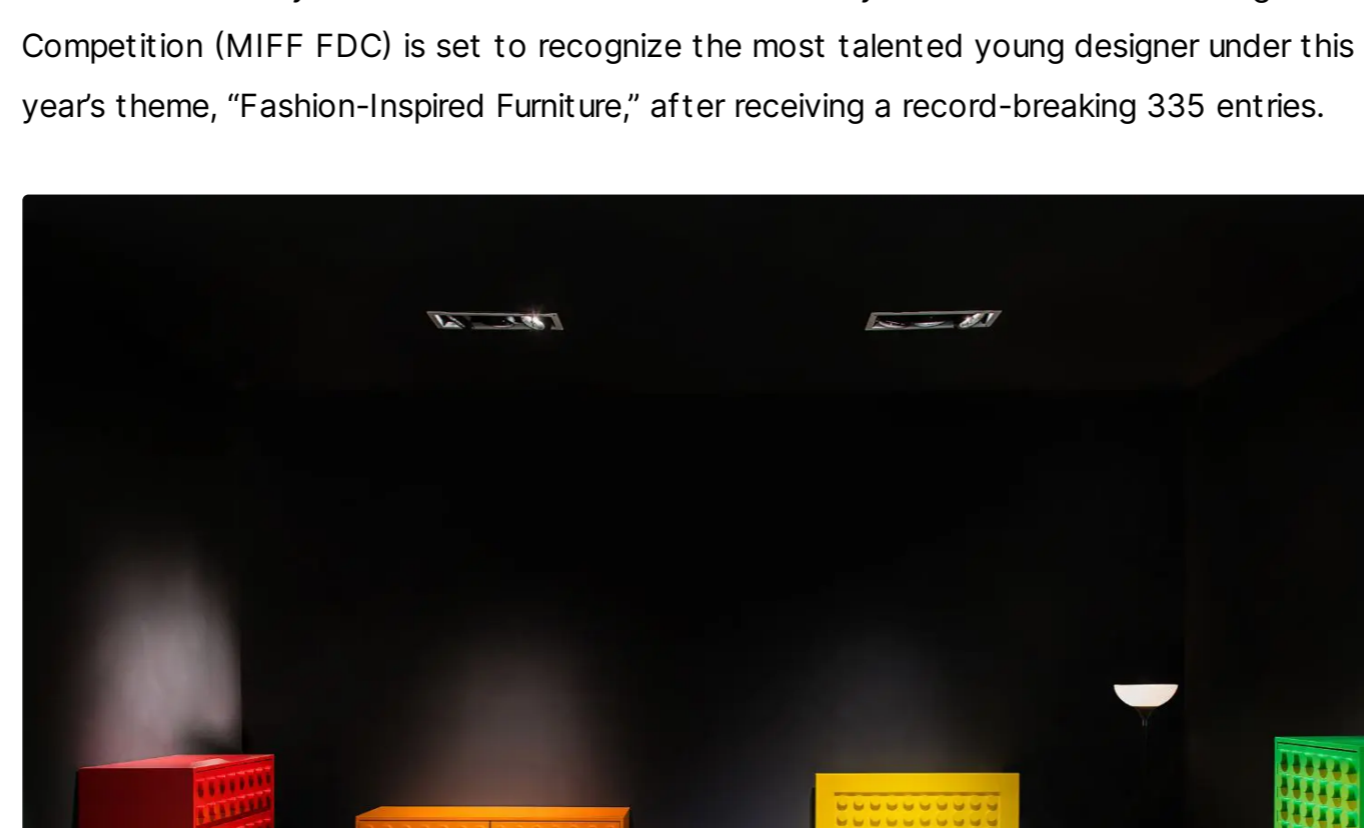 Competition (MIFF FDC) is set to recognize the most talented young designer under this
year’s theme, “Fashion-Inspired Furniture,” after receiving a record-breaking 335 entries.